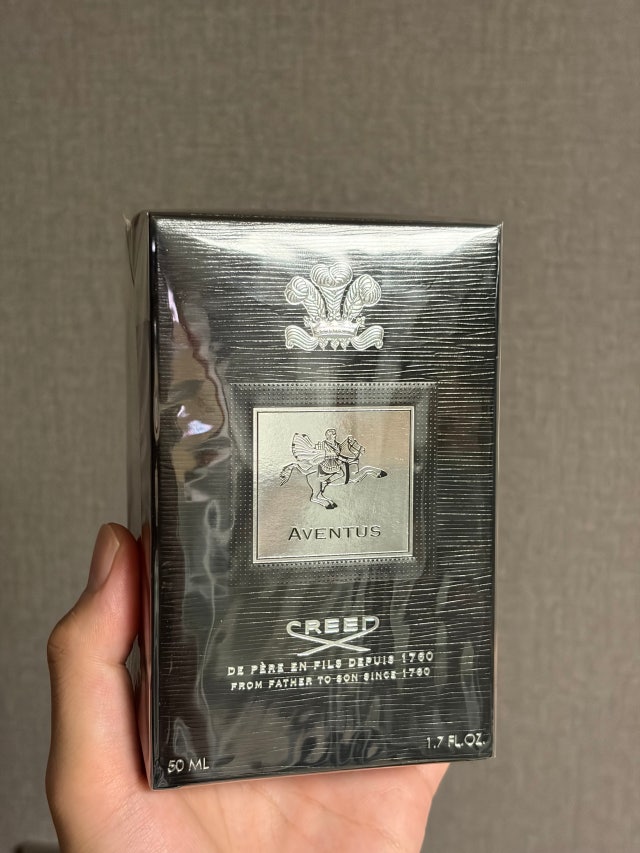 AVENTUS
CREED
DE PÈRE EN FILS DEPUIS 1760
FROM FATHER TO SON SINCE 1760
50 ML
1.7 FL.OZ.